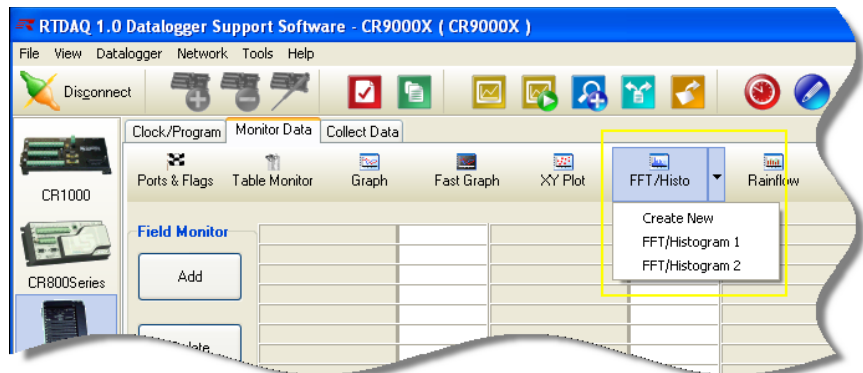 RTDAQ 1.0 Datalogger Support Software - CR9000X ( CR9000X )
File View Datalogger Network Tools Help
Disconnect
Clock/Program Monitor Data Collect Data
Ports & Flags Table Monitor Graph Fast Graph XY Plot FFT/Histo Rainflow
CR1000
Create New
FFT/Histogram 1
FFT/Histogram 2
Field Monitor
Add
CR800Series